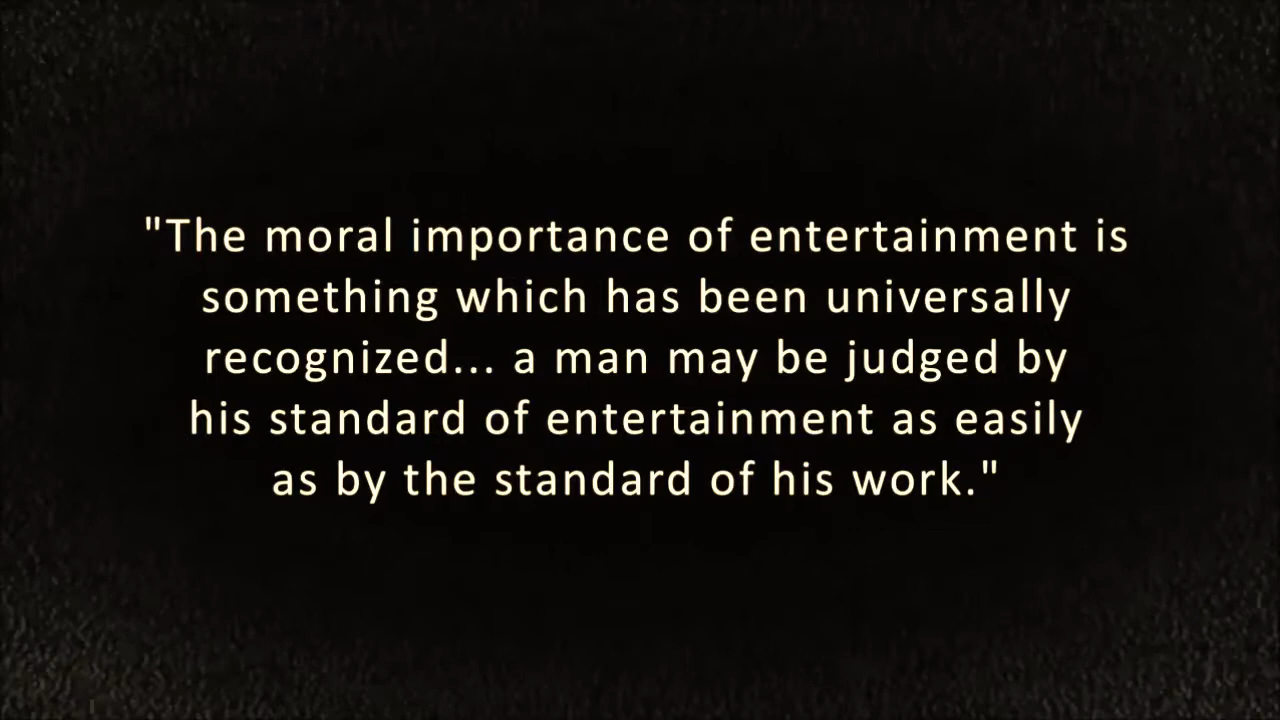 "The moral importance of entertainment is
something which has been universally
recognized... a man may be judged by
his standard of entertainment as easily
as by the standard of his work."